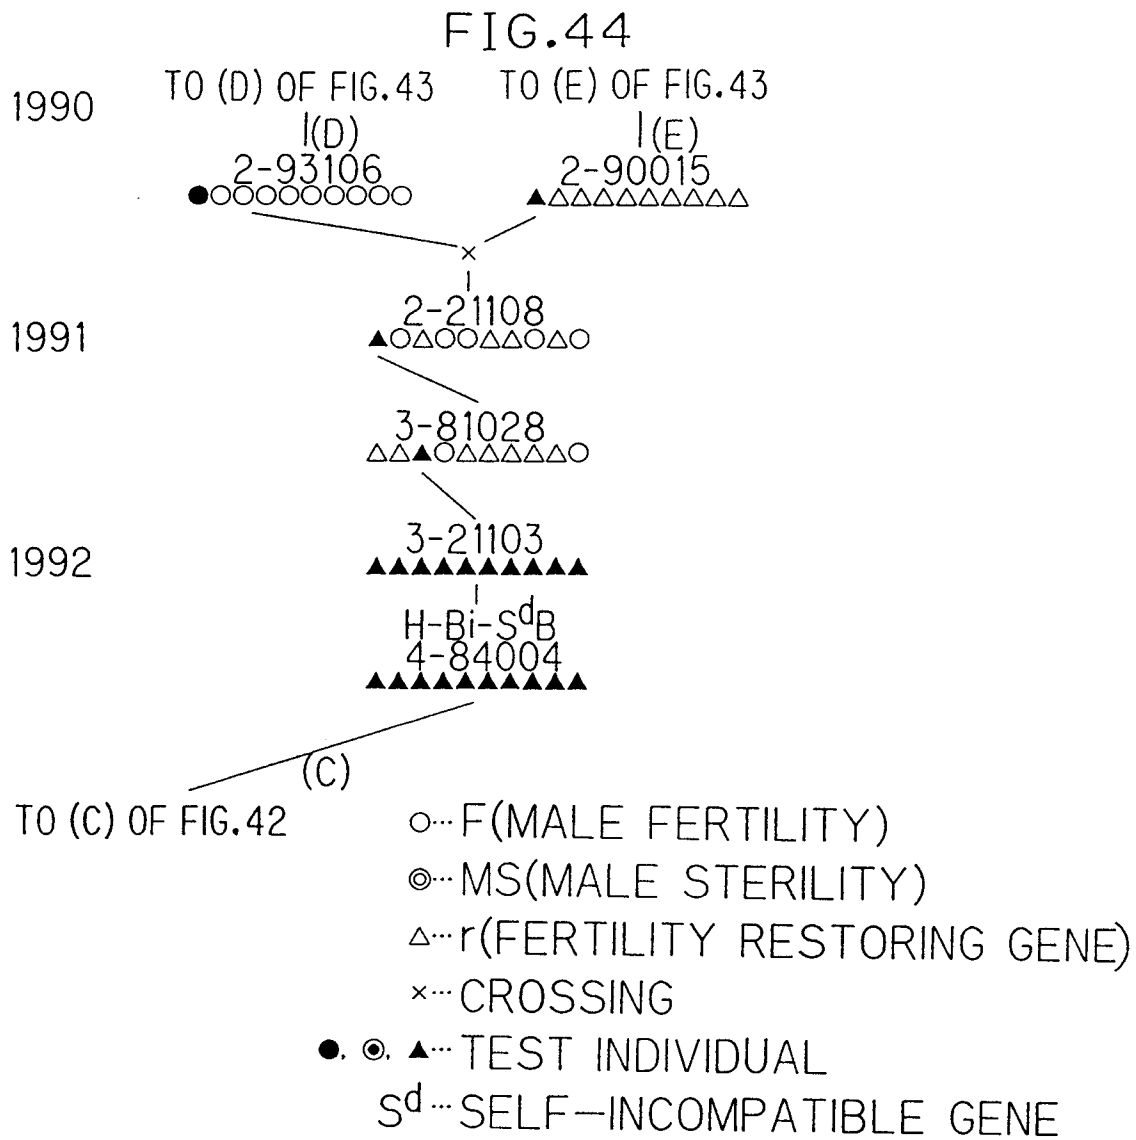 FIG.44
TO (D) OF FIG.43 TO (E) OF FIG.43
1990
(D) (E)
2-93106 2-90015
×
2-21108
1991
3-81028
3-21103
1992
H-Bi-SᵈB
4-84004
(C)
TO (C) OF FIG.42
○…F(MALE FERTILITY)
◎…MS(MALE STERILITY)
△…r(FERTILITY RESTORING GENE)
×…CROSSING
●, ◉, ▲…TEST INDIVIDUAL
Sᵈ…SELF-INCOMPATIBLE GENE